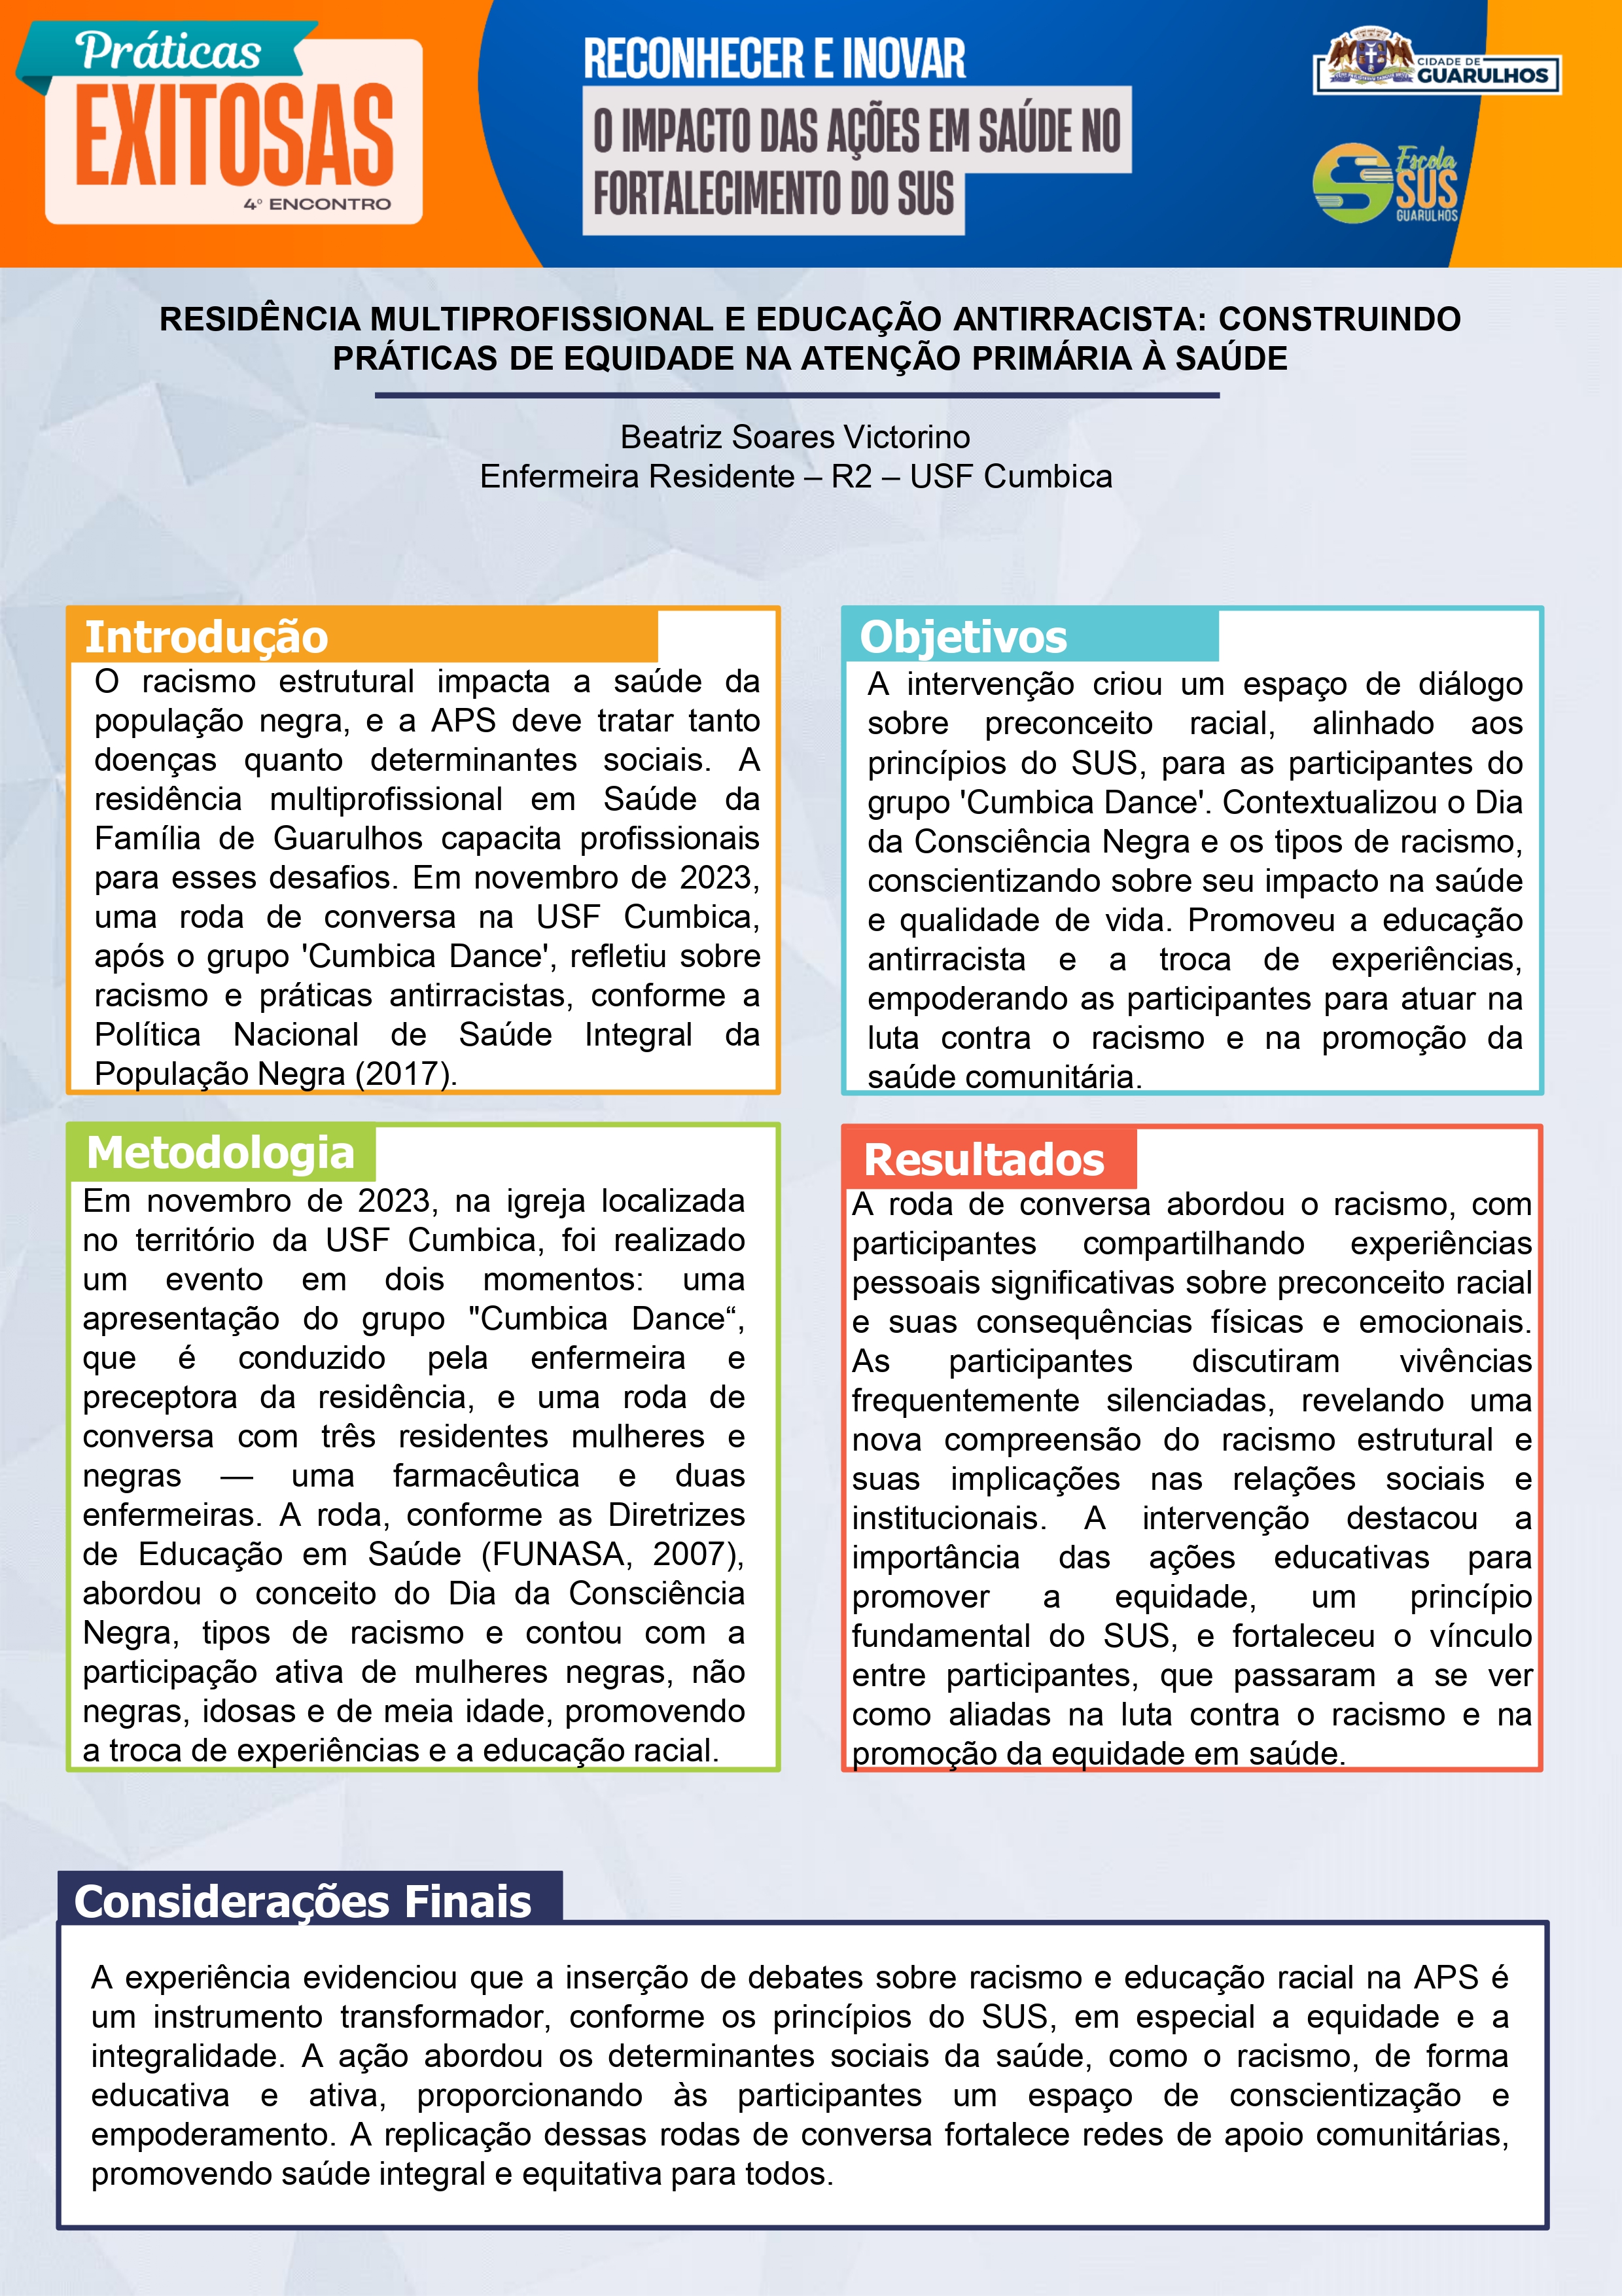 Práticas
EXITOSAS
4º ENCONTRO
RECONHECER E INOVAR
O IMPACTO DAS AÇÕES EM SAÚDE NO
FORTALECIMENTO DO SUS
CIDADE DE
GUARULHOS
Escola
SUS
GUARULHOS
RESIDÊNCIA MULTIPROFISSIONAL E EDUCAÇÃO ANTIRRACISTA: CONSTRUINDO
PRÁTICAS DE EQUIDADE NA ATENÇÃO PRIMÁRIA À SAÚDE
Beatriz Soares Victorino
Enfermeira Residente – R2 – USF Cumbica
Introdução
O racismo estrutural impacta a saúde da
população negra, e a APS deve tratar tanto
doenças quanto determinantes sociais. A
residência multiprofissional em Saúde da
Família de Guarulhos capacita profissionais
para esses desafios. Em novembro de 2023,
uma roda de conversa na USF Cumbica,
após o grupo 'Cumbica Dance', refletiu sobre
racismo e práticas antirracistas, conforme a
Política Nacional de Saúde Integral da
População Negra (2017).
Objetivos
A intervenção criou um espaço de diálogo
sobre preconceito racial, alinhado aos
princípios do SUS, para as participantes do
grupo 'Cumbica Dance'. Contextualizou o Dia
da Consciência Negra e os tipos de racismo,
conscientizando sobre seu impacto na saúde
e qualidade de vida. Promoveu a educação
antirracista e a troca de experiências,
empoderando as participantes para atuar na
luta contra o racismo e na promoção da
saúde comunitária.
Metodologia
Em novembro de 2023, na igreja localizada
no território da USF Cumbica, foi realizado
um evento em dois momentos: uma
apresentação do grupo "Cumbica Dance“,
que é conduzido pela enfermeira e
preceptora da residência, e uma roda de
conversa com três residentes mulheres e
negras — uma farmacêutica e duas
enfermeiras. A roda, conforme as Diretrizes
de Educação em Saúde (FUNASA, 2007),
abordou o conceito do Dia da Consciência
Negra, tipos de racismo e contou com a
participação ativa de mulheres negras, não
negras, idosas e de meia idade, promovendo
a troca de experiências e a educação racial.
Resultados
A roda de conversa abordou o racismo, com
participantes compartilhando experiências
pessoais significativas sobre preconceito racial
e suas consequências físicas e emocionais.
As participantes discutiram vivências
frequentemente silenciadas, revelando uma
nova compreensão do racismo estrutural e
suas implicações nas relações sociais e
institucionais. A intervenção destacou a
importância das ações educativas para
promover a equidade, um princípio
fundamental do SUS, e fortaleceu o vínculo
entre participantes, que passaram a se ver
como aliadas na luta contra o racismo e na
promoção da equidade em saúde.
Considerações Finais
A experiência evidenciou que a inserção de debates sobre racismo e educação racial na APS é
um instrumento transformador, conforme os princípios do SUS, em especial a equidade e a
integralidade. A ação abordou os determinantes sociais da saúde, como o racismo, de forma
educativa e ativa, proporcionando às participantes um espaço de conscientização e
empoderamento. A replicação dessas rodas de conversa fortalece redes de apoio comunitárias,
promovendo saúde integral e equitativa para todos.